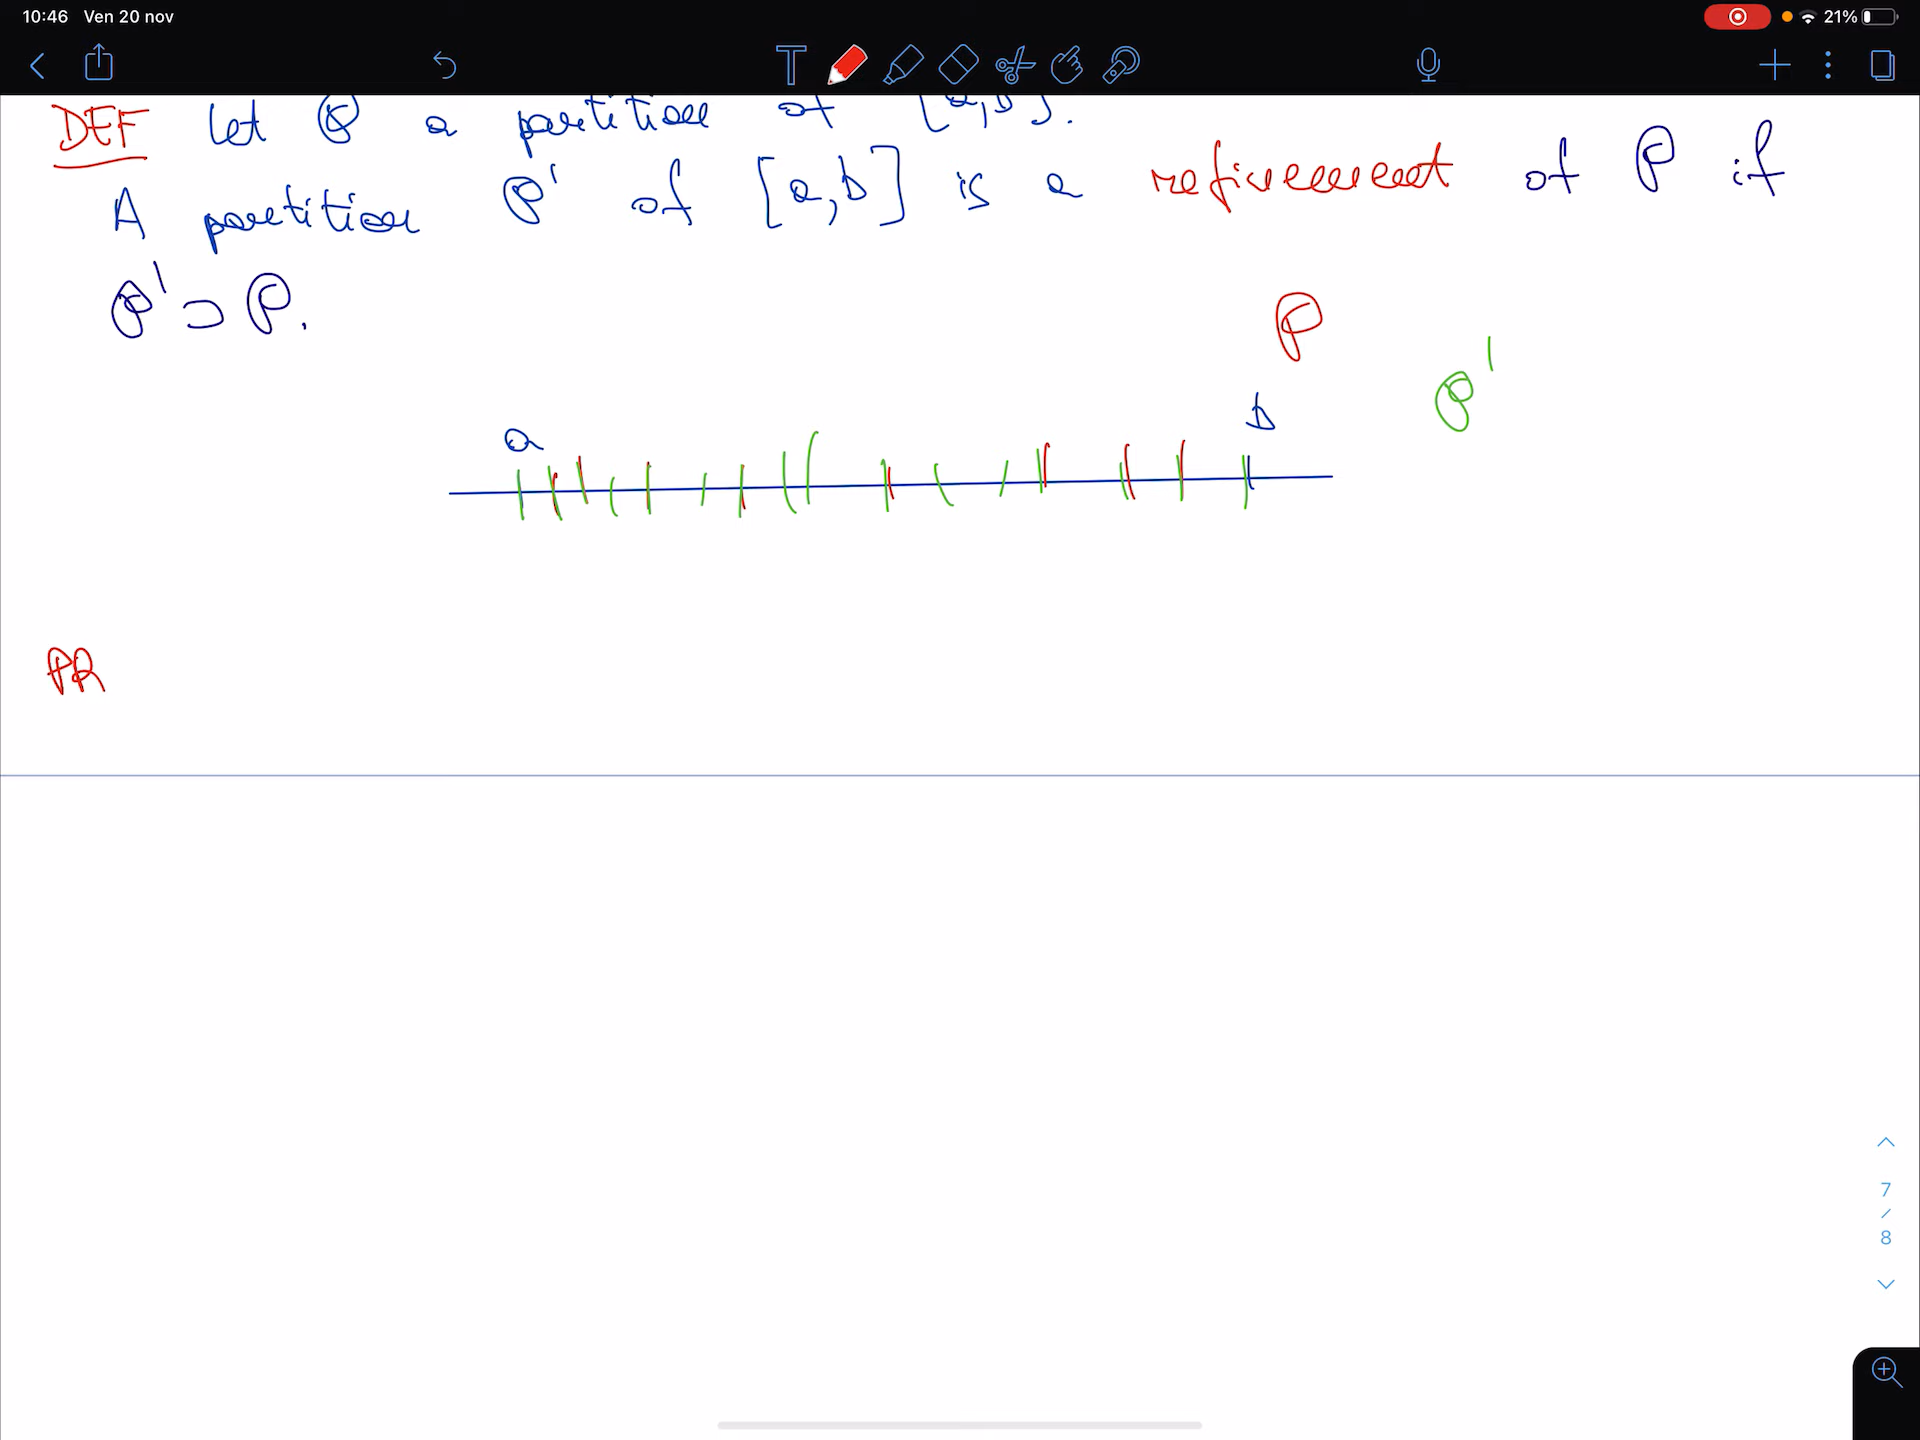 10:46 Ven 20 nov 21%
DEF Let P a partition of [a,b].
A partition P' of [a,b] is a refinement of P if
P' ⊃ P.
P
P'
a b
PR
7
/
8